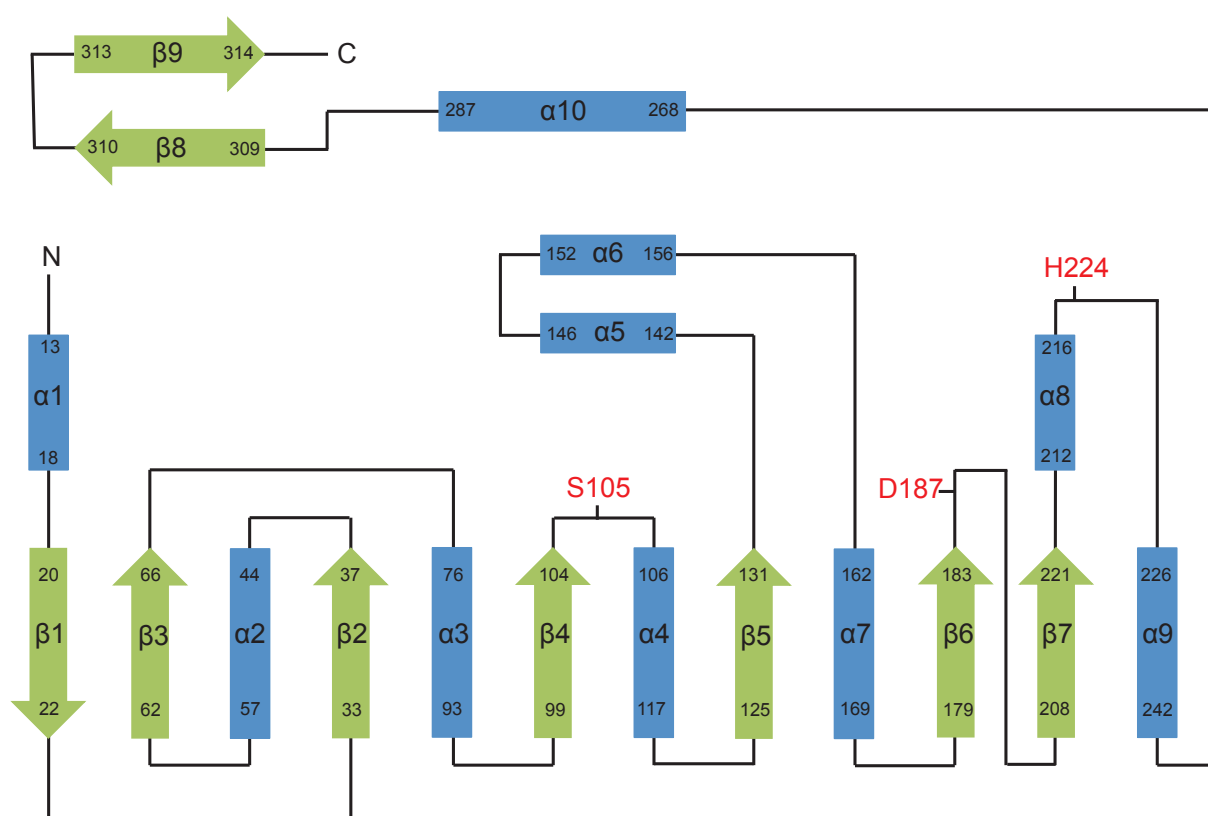 313 β9 314 C
287 α10 268
310 β8 309
N
152 α6 156
H224
146 α5 142
13 216
α1 α8
18 212
S105 D187
20 66 44 37 76 104 106 131 162 183 221 226
β1 β3 α2 β2 α3 β4 α4 β5 α7 β6 β7 α9
22 62 57 33 93 99 117 125 169 179 208 242